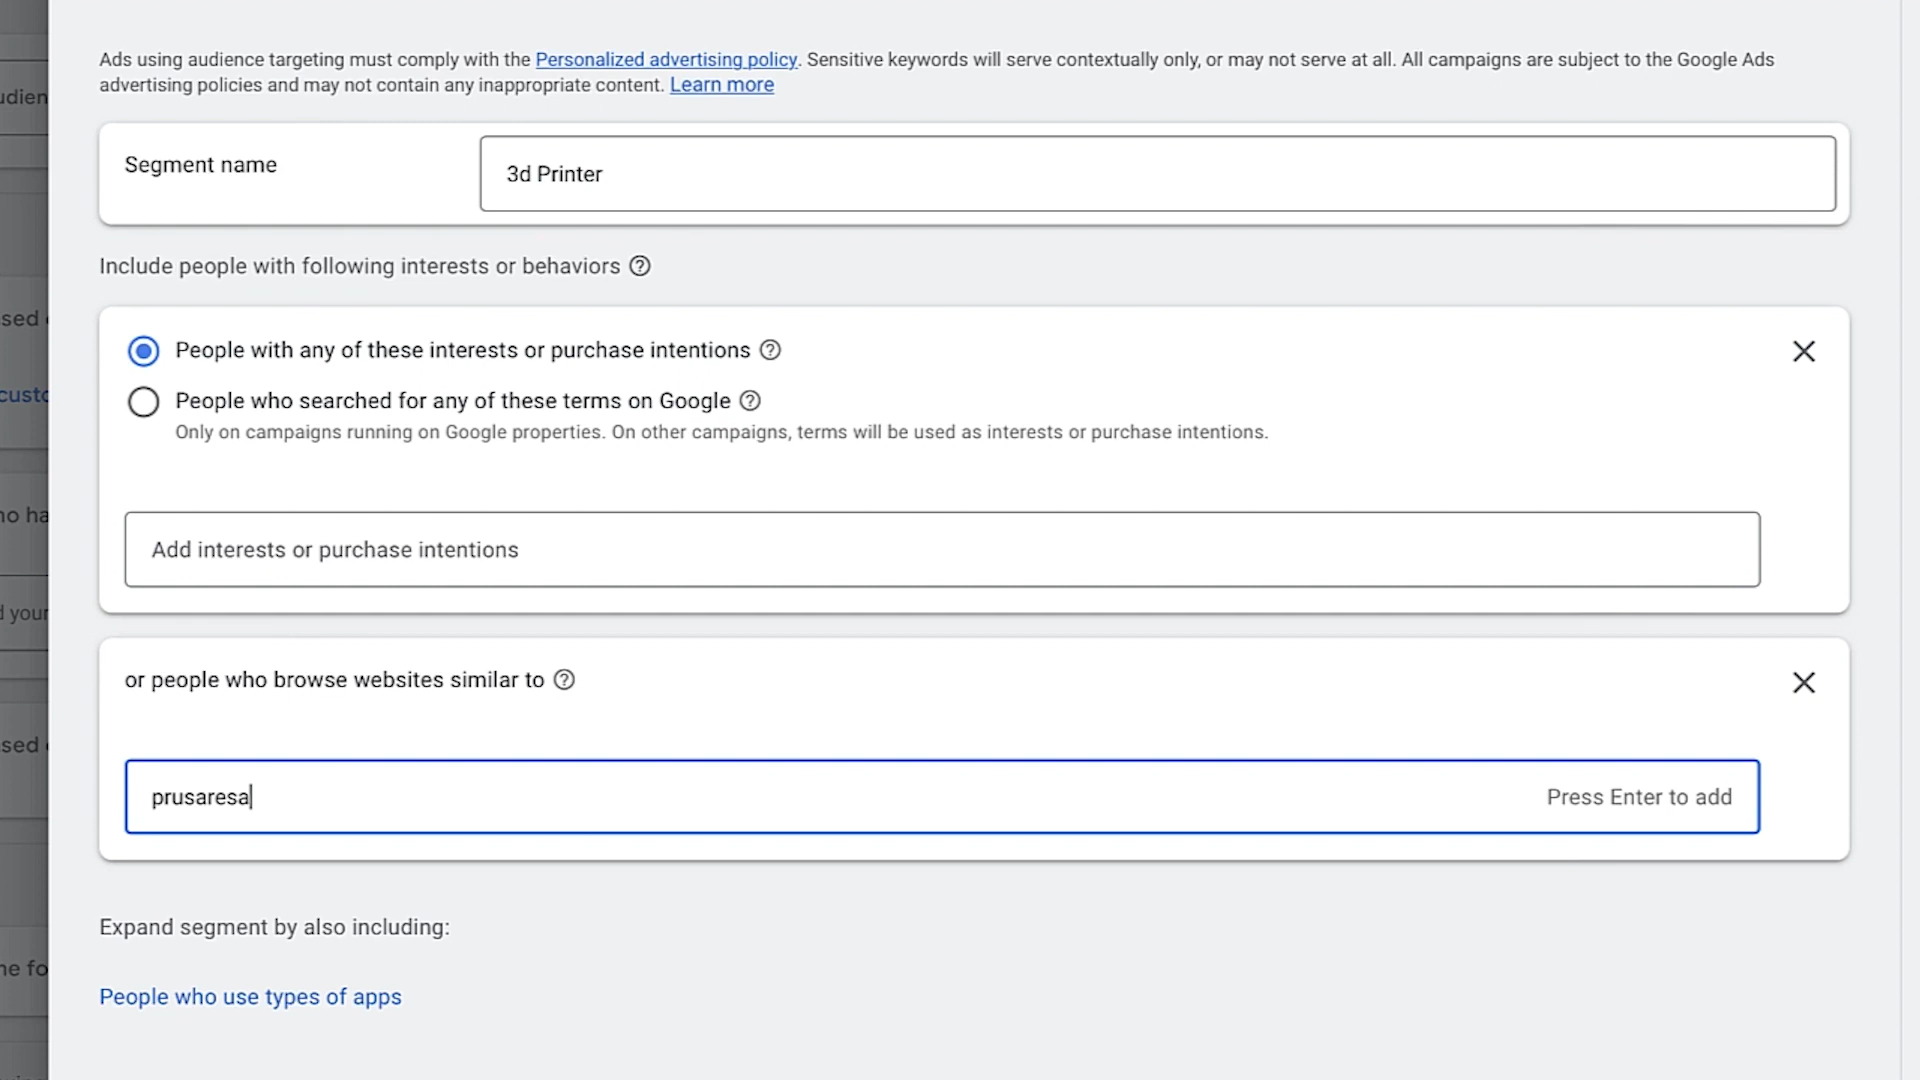 Ads using audience targeting must comply with the Personalized advertising policy. Sensitive keywords will serve contextually only, or may not serve at all. All campaigns are subject to the Google Ads
advertising policies and may not contain any inappropriate content. Learn more
Segment name
3d Printer
Include people with following interests or behaviors
People with any of these interests or purchase intentions
People who searched for any of these terms on Google
Only on campaigns running on Google properties. On other campaigns, terms will be used as interests or purchase intentions.
Add interests or purchase intentions
or people who browse websites similar to
prusaresa
Press Enter to add
Expand segment by also including:
People who use types of apps